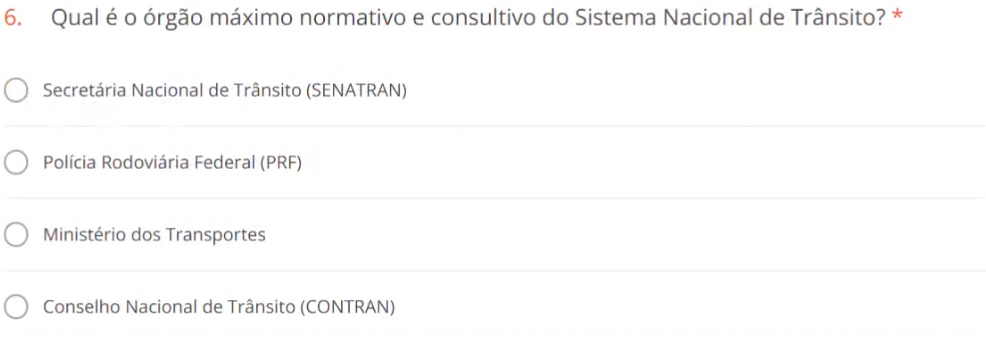 6. Qual é o órgão máximo normativo e consultivo do Sistema Nacional de Trânsito? *
Secretária Nacional de Trânsito (SENATRAN)
Polícia Rodoviária Federal (PRF)
Ministério dos Transportes
Conselho Nacional de Trânsito (CONTRAN)